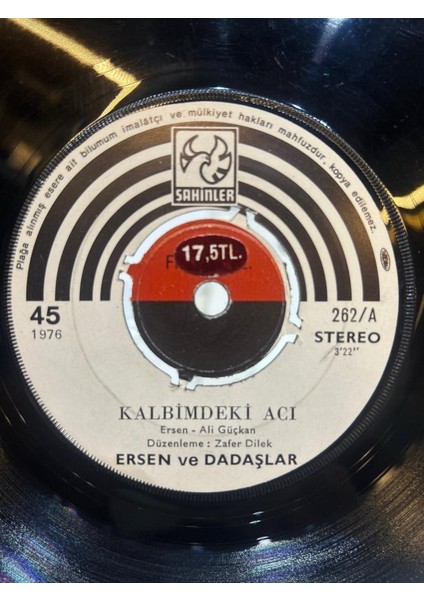 Plağa alınmış esere ait bilumum imalâtçı ve mülkiyet hakları mahfuzdur, kopya edilemez.
ŞAHİNLER
17,5TL.
45
1976
262/A
STEREO
3'22"
KALBİMDEKİ ACI
Ersen - Ali Güçkan
Düzenleme : Zafer Dilek
ERSEN ve DADAŞLAR